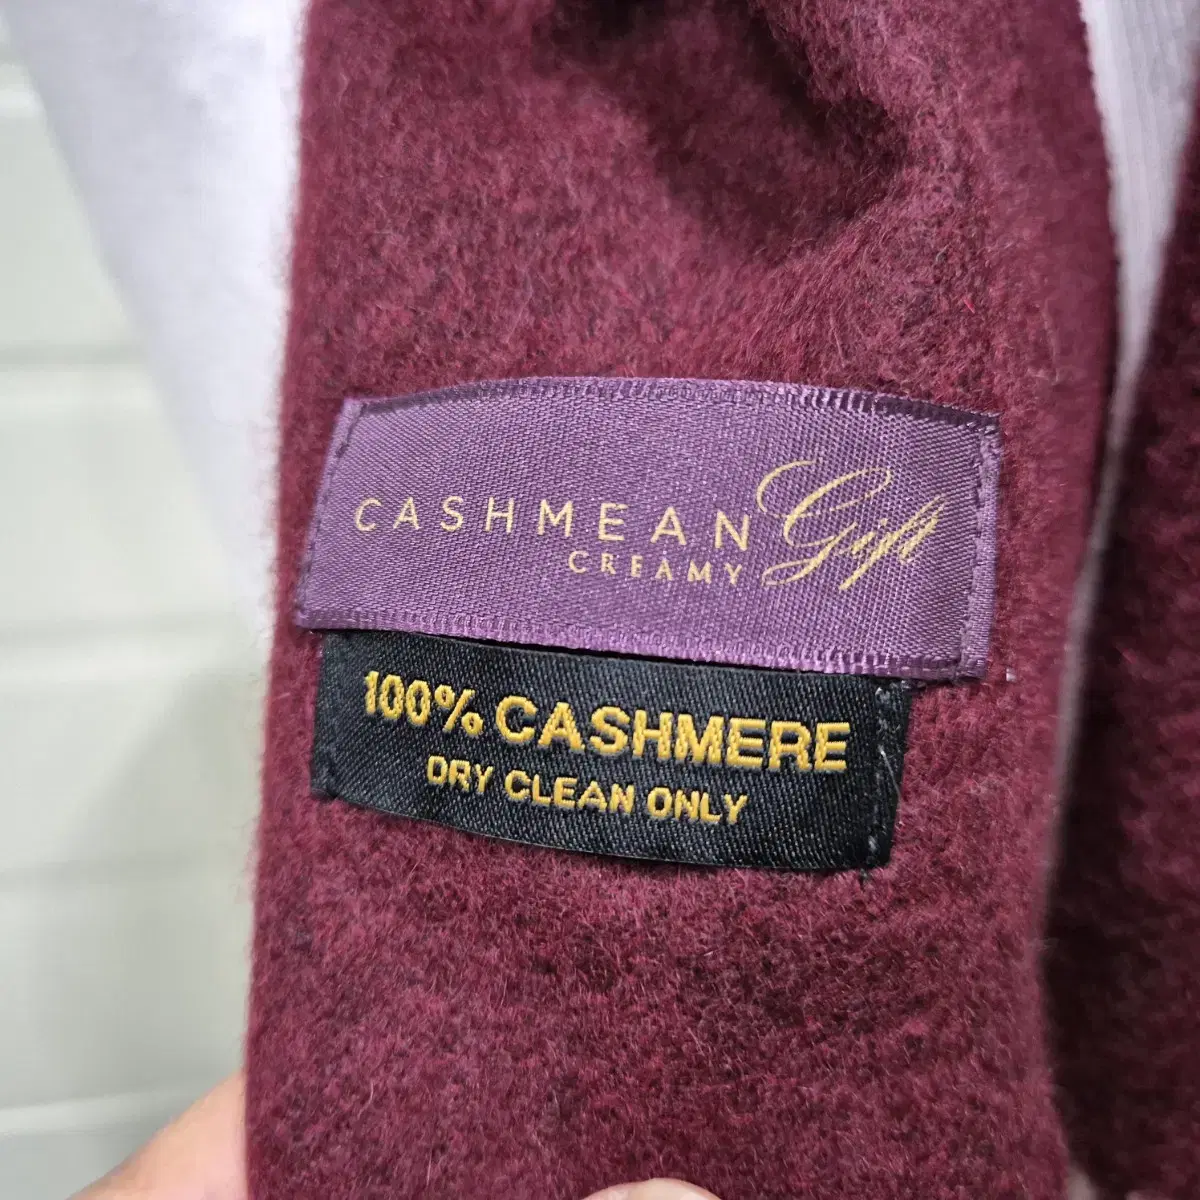 CASHMEAN Gift
CREAMY
100% CASHMERE
DRY CLEAN ONLY